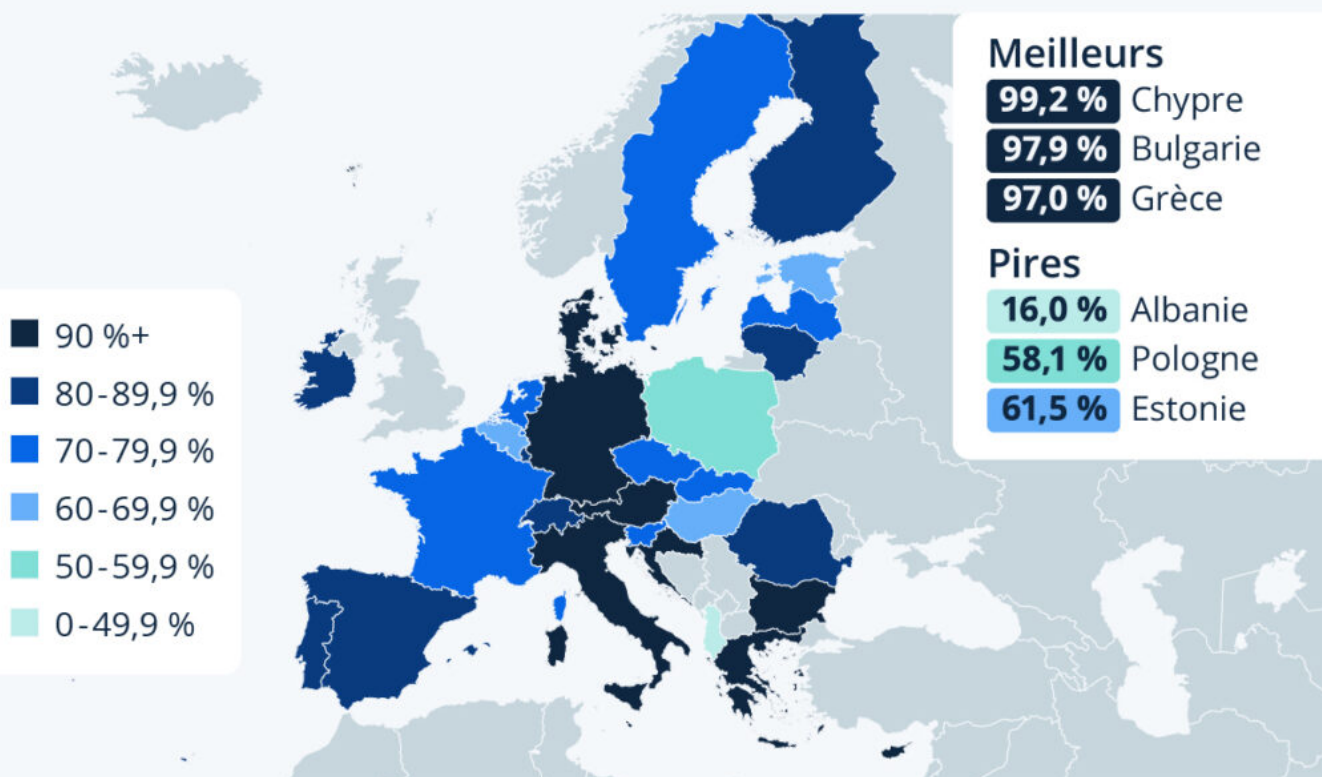 Meilleurs
99,2 % Chypre
97,9 % Bulgarie
97,0 % Grèce
Pires
16,0 % Albanie
58,1 % Pologne
61,5 % Estonie
90 %+
80-89,9 %
70-79,9 %
60-69,9 %
50-59,9 %
0-49,9 %